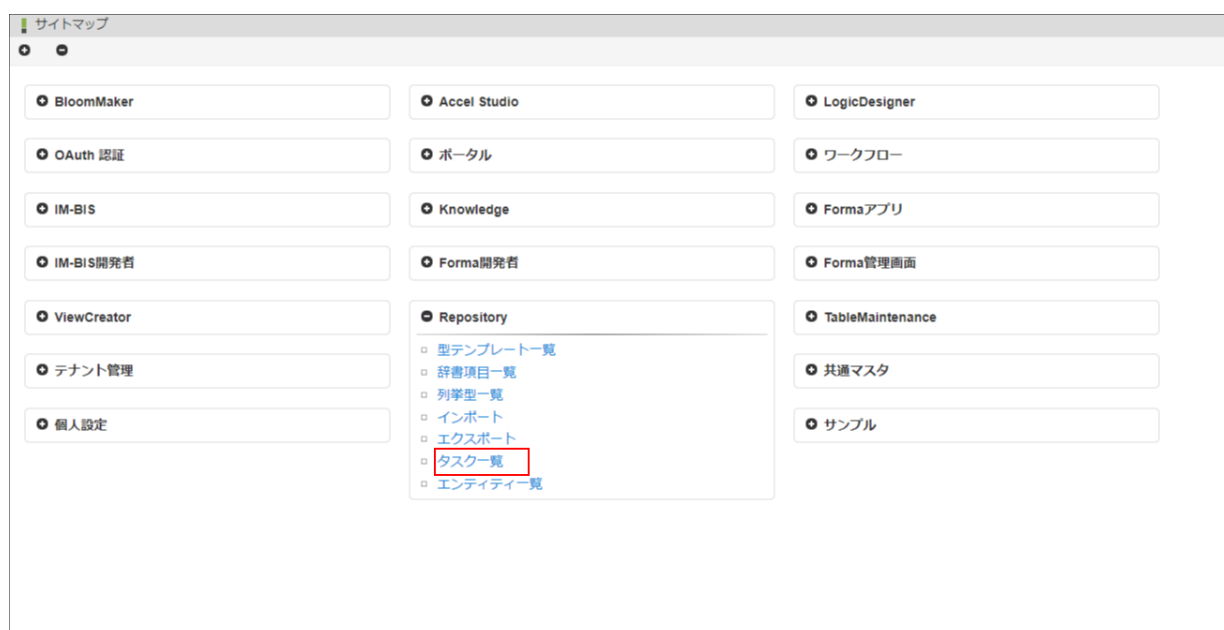 サイトマップ
BloomMaker
Accel Studio
LogicDesigner
OAuth 認証
ポータル
ワークフロー
IM-BIS
Knowledge
Formaアプリ
IM-BIS開発者
Forma開発者
Forma管理画面
ViewCreator
Repository
TableMaintenance
型テンプレート一覧
辞書項目一覧
列挙型一覧
インポート
エクスポート
タスク一覧
エンティティ一覧
テナント管理
共通マスタ
個人設定
サンプル